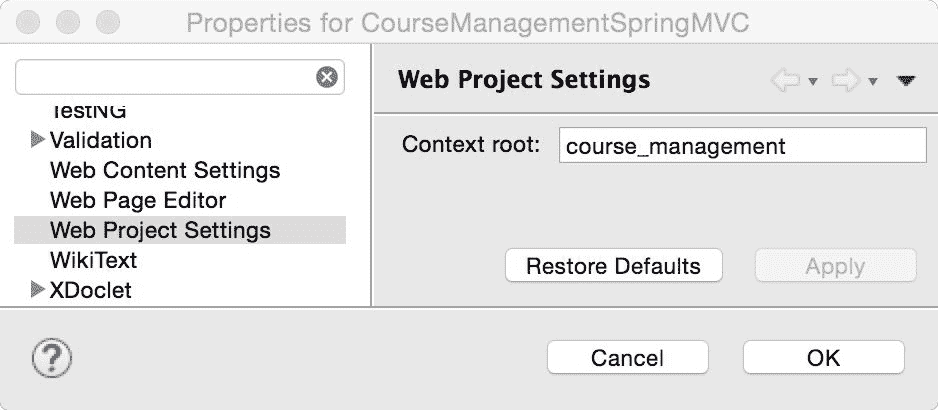 Properties for CourseManagementSpringMVC
TestNG
Validation
Web Content Settings
Web Page Editor
Web Project Settings
WikiText
XDoclet
Web Project Settings
Context root: course_management
Restore Defaults Apply
? Cancel OK